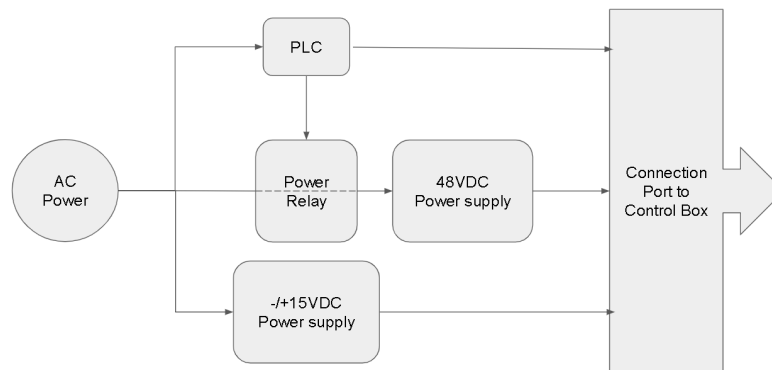 PLC
AC
Power
Power
Relay
48VDC
Power supply
-/+15VDC
Power supply
Connection
Port to
Control Box